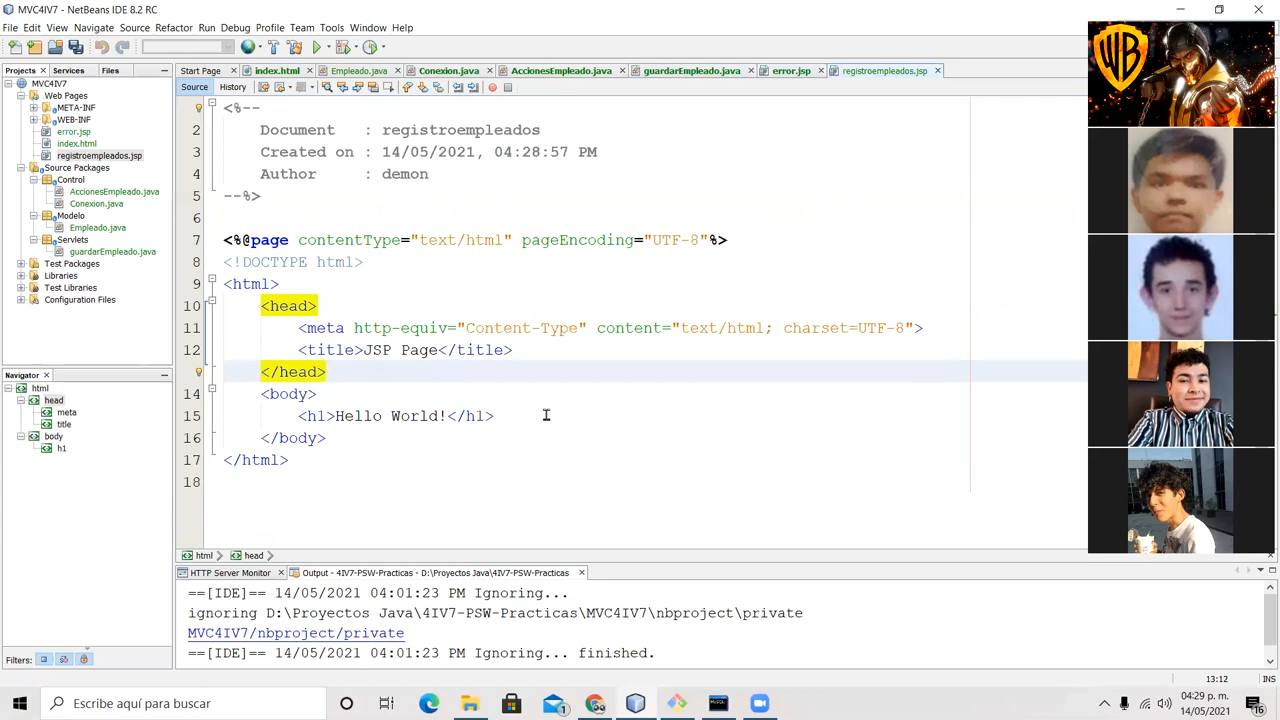 MVC4IV7 - NetBeans IDE 8.2 RC
File Edit View Navigate Source Refactor Run Debug Profile Team Tools Window Help
Projects Services Files
Start Page index.html Empleado.java Conexion.java AccionesEmpleado.java guardarEmpleado.java error.jsp registroempleados.jsp
Source History
MVC4IV7
Web Pages
META-INF
WEB-INF
error.jsp
index.html
registroempleados.jsp
Source Packages
Control
AccionesEmpleado.java
Conexion.java
Modelo
Empleado.java
Servlets
guardarEmpleado.java
Test Packages
Libraries
Test Libraries
Configuration Files
Navigator
html
head
meta
title
body
h1
Filters:
<%--
2 Document : registroempleados
3 Created on : 14/05/2021, 04:28:57 PM
4 Author : demon
5 --%>
6
7 <%@page contentType="text/html" pageEncoding="UTF-8"%>
8 <!DOCTYPE html>
9 <html>
10 <head>
11 <meta http-equiv="Content-Type" content="text/html; charset=UTF-8">
12 <title>JSP Page</title>
</head>
14 <body>
15 <h1>Hello World!</h1>
16 </body>
17 </html>
18
html head
HTTP Server Monitor Output - 4IV7-PSW-Practicas - D:\Proyectos Java\4IV7-PSW-Practicas
==[IDE]== 14/05/2021 04:01:23 PM Ignoring...
ignoring D:\Proyectos Java\4IV7-PSW-Practicas\MVC4IV7\nbproject\private
MVC4IV7/nbproject/private
==[IDE]== 14/05/2021 04:01:23 PM Ignoring... finished.
13:12 INS
WB
Escribe aquí para buscar
1
04:29 p. m.
14/05/2021
16